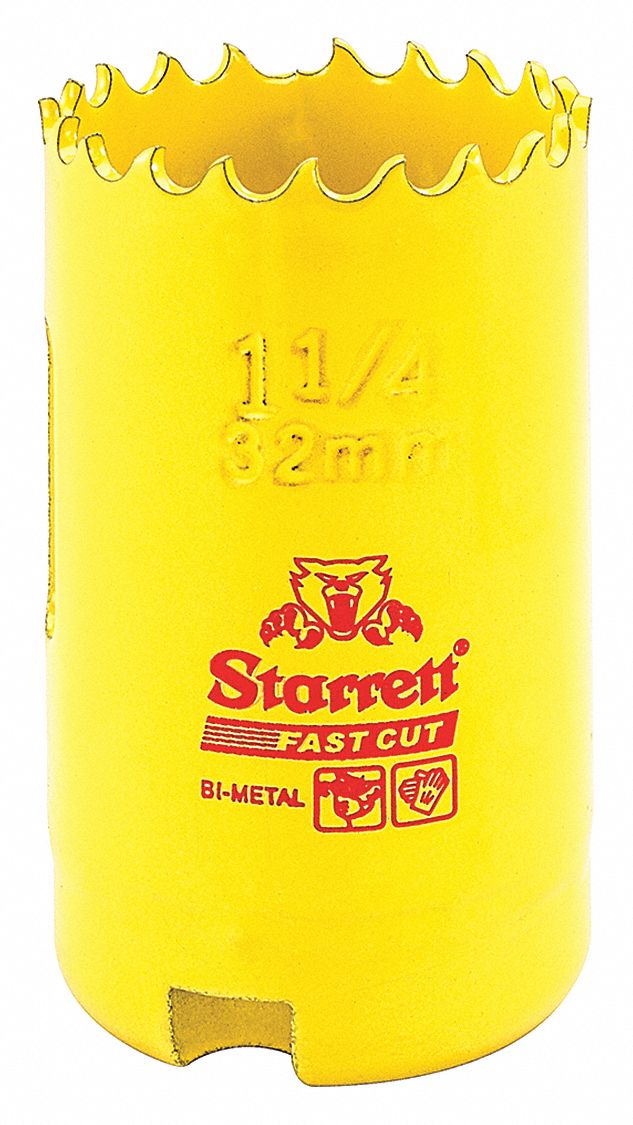 1 1/4
32mm
Starrett®
FAST CUT
BI-METAL